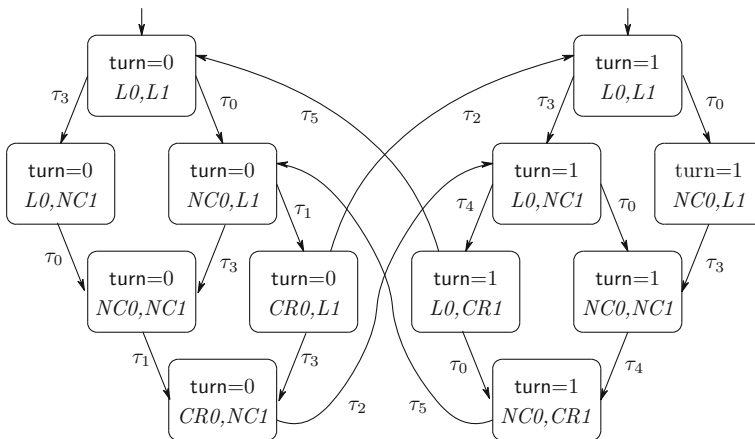 turn=0
L0,L1
turn=1
L0,L1
τ3
τ0
τ5
τ2
τ3
τ0
turn=0
L0,NC1
turn=0
NC0,L1
turn=1
L0,NC1
turn=1
NC0,L1
τ1
τ4
τ0
τ0
τ3
τ3
turn=0
NC0,NC1
turn=0
CR0,L1
turn=1
L0,CR1
turn=1
NC0,NC1
τ1
τ3
τ0
τ4
turn=0
CR0,NC1
τ2
τ5
turn=1
NC0,CR1